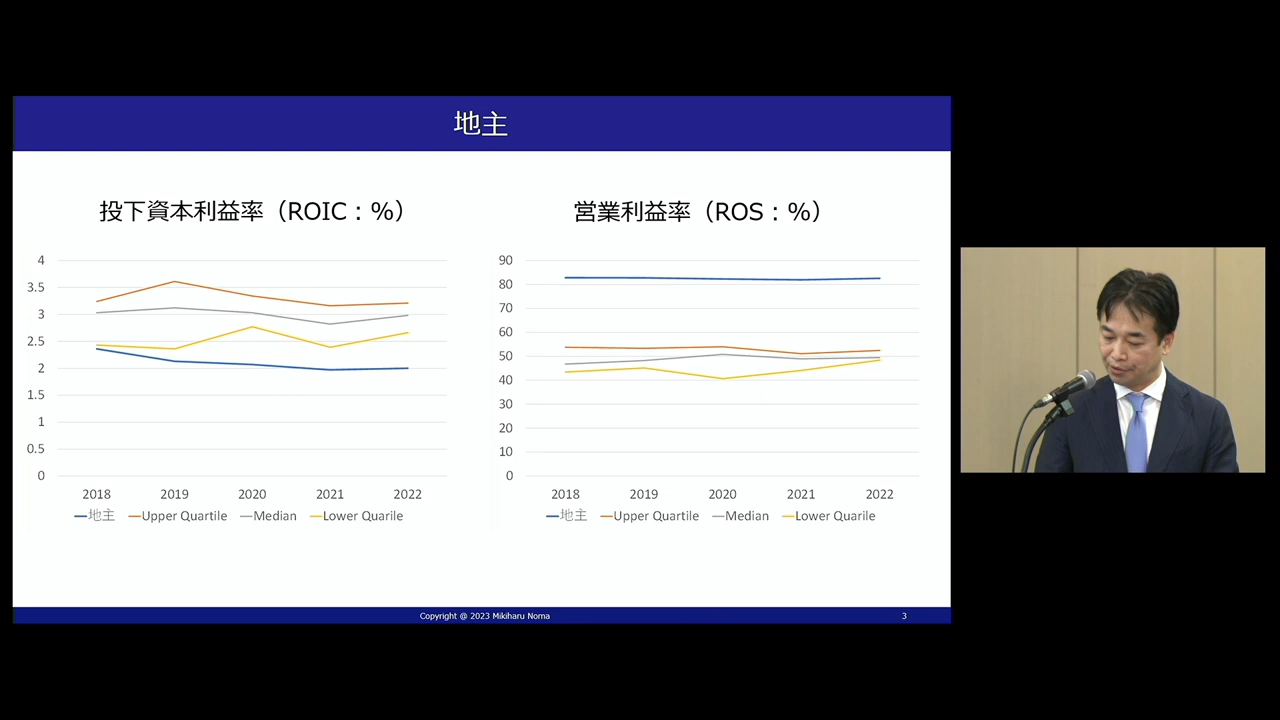 地主
投下資本利益率（ROIC：%）
4
3.5
3
2.5
2
1.5
1
0.5
0
2018 2019 2020 2021 2022
地主 Upper Quartile Median Lower Quarile
営業利益率（ROS：%）
90
80
70
60
50
40
30
20
10
0
2018 2019 2020 2021 2022
地主 Upper Quartile Median Lower Quarile
Copyright @ 2023 Mikiharu Noma
3